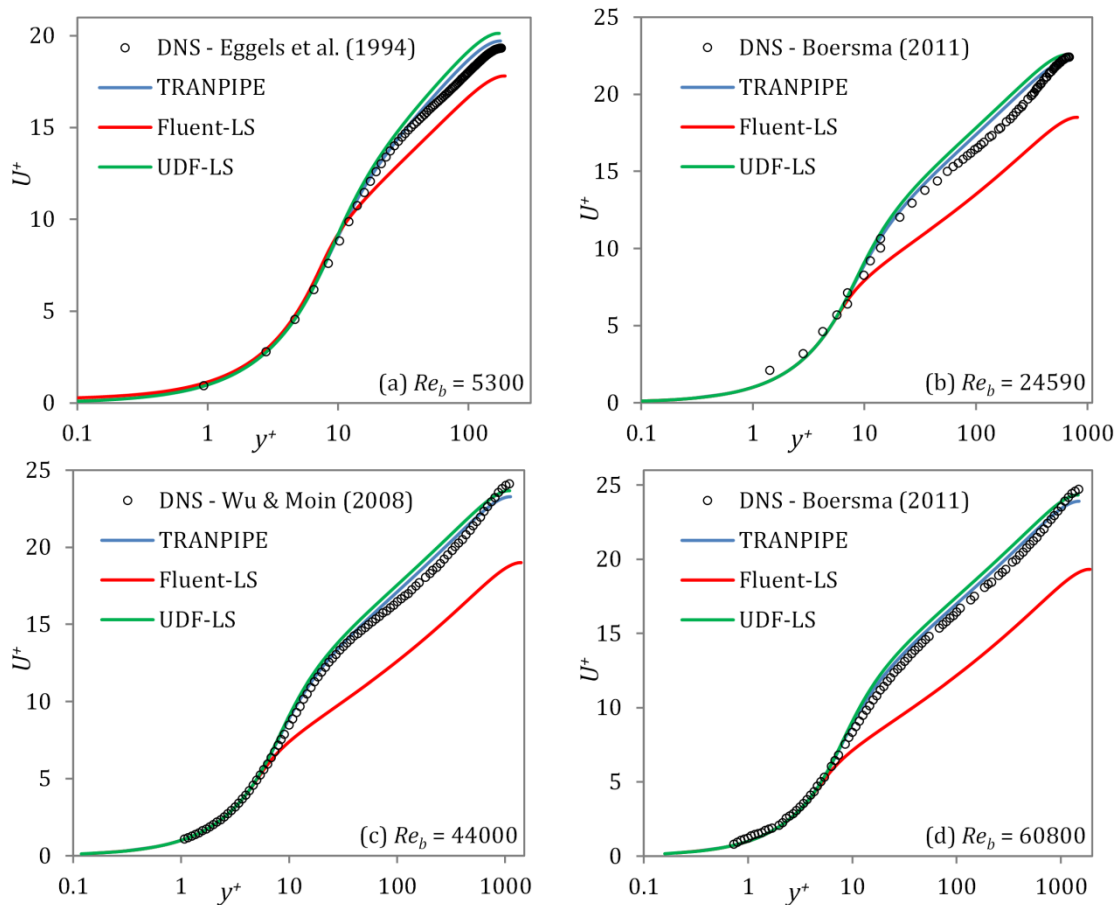 20
15
10
5
0
U⁺
DNS - Eggels et al. (1994)
TRANPIPE
Fluent-LS
UDF-LS
(a) Re_b = 5300
0.1 1 10 100
y⁺
25
20
15
10
5
0
U⁺
DNS - Boersma (2011)
TRANPIPE
Fluent-LS
UDF-LS
(b) Re_b = 24590
0.1 1 10 100 1000
y⁺
25
20
15
10
5
0
U⁺
DNS - Wu & Moin (2008)
TRANPIPE
Fluent-LS
UDF-LS
(c) Re_b = 44000
0.1 1 10 100 1000
y⁺
25
20
15
10
5
0
U⁺
DNS - Boersma (2011)
TRANPIPE
Fluent-LS
UDF-LS
(d) Re_b = 60800
0.1 1 10 100 1000
y⁺